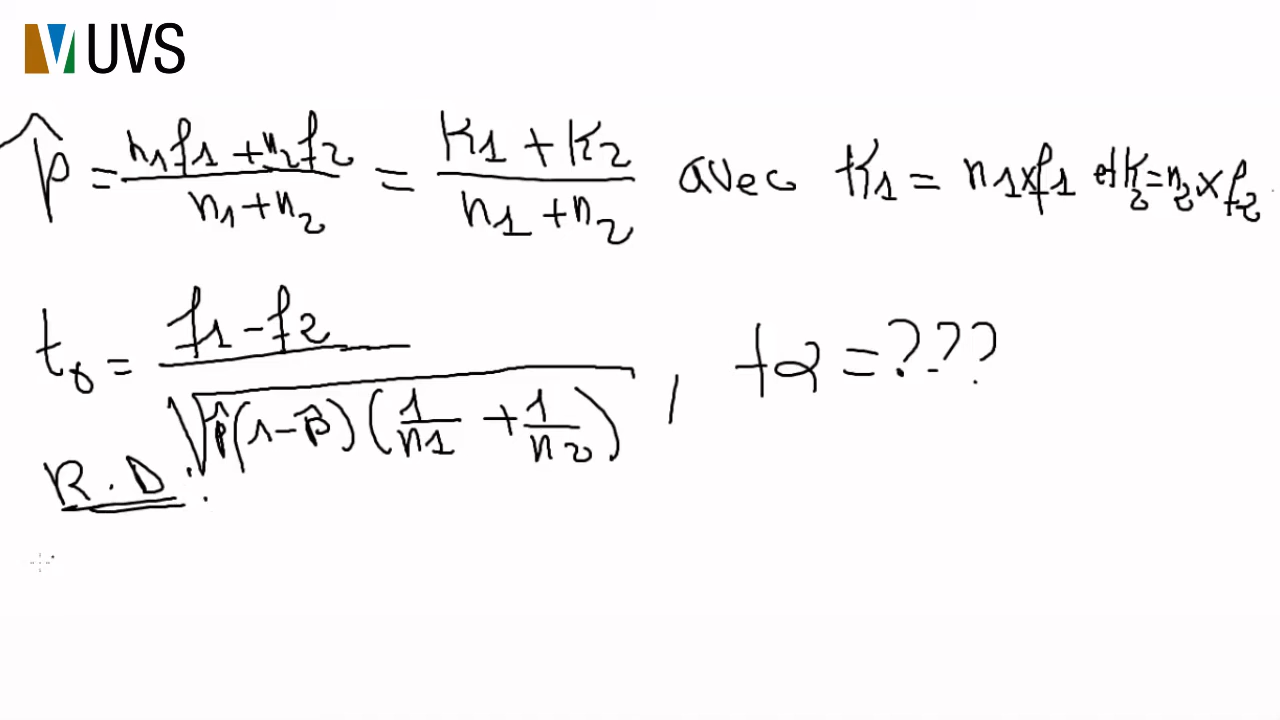 UVS
p̂ = (n1f1 + n2f2)/(n1 + n2) = (K1 + K2)/(n1 + n2) avec K1 = n1×f1 et K2 = n2×f2
t0 = (f1 - f2)/√(p̂(1-p̂)(1/n1 + 1/n2)) , tα = ???
R.D :